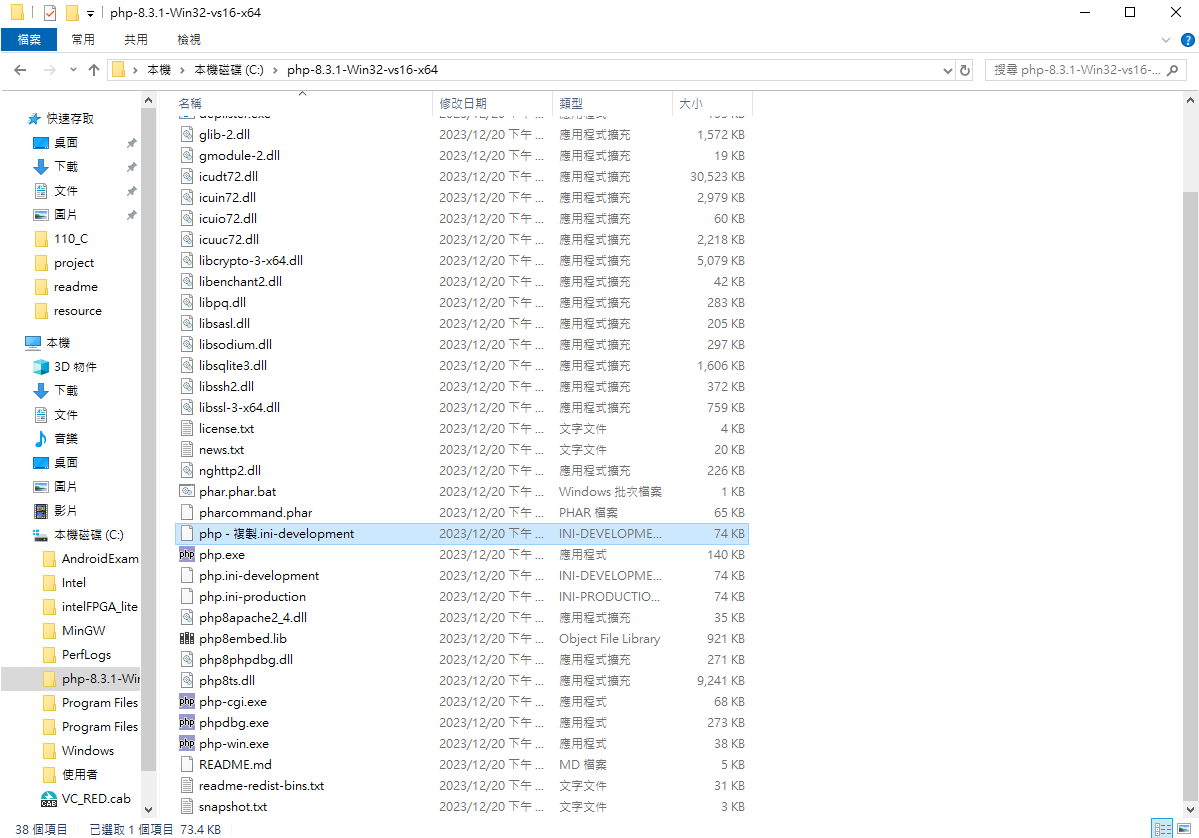 php-8.3.1-Win32-vs16-x64
檔案 常用 共用 檢視
本機 本機磁碟 (C:) php-8.3.1-Win32-vs16-x64
搜尋 php-8.3.1-Win32-vs16-...
快速存取
桌面
下載
文件
圖片
110_C
project
readme
resource
本機
3D 物件
下載
文件
音樂
桌面
圖片
影片
本機磁碟 (C:)
AndroidExam
Intel
intelFPGA_lite
MinGW
PerfLogs
php-8.3.1-Win
Program Files
Program Files
Windows
使用者
VC_RED.cab
名稱 修改日期 類型 大小
glib-2.dll 2023/12/20 下午 ... 應用程式擴充 1,572 KB
gmodule-2.dll 2023/12/20 下午 ... 應用程式擴充 19 KB
icudt72.dll 2023/12/20 下午 ... 應用程式擴充 30,523 KB
icuin72.dll 2023/12/20 下午 ... 應用程式擴充 2,979 KB
icuio72.dll 2023/12/20 下午 ... 應用程式擴充 60 KB
icuuc72.dll 2023/12/20 下午 ... 應用程式擴充 2,218 KB
libcrypto-3-x64.dll 2023/12/20 下午 ... 應用程式擴充 5,079 KB
libenchant2.dll 2023/12/20 下午 ... 應用程式擴充 42 KB
libpq.dll 2023/12/20 下午 ... 應用程式擴充 283 KB
libsasl.dll 2023/12/20 下午 ... 應用程式擴充 205 KB
libsodium.dll 2023/12/20 下午 ... 應用程式擴充 297 KB
libsqlite3.dll 2023/12/20 下午 ... 應用程式擴充 1,606 KB
libssh2.dll 2023/12/20 下午 ... 應用程式擴充 372 KB
libssl-3-x64.dll 2023/12/20 下午 ... 應用程式擴充 759 KB
license.txt 2023/12/20 下午 ... 文字文件 4 KB
news.txt 2023/12/20 下午 ... 文字文件 20 KB
nghttp2.dll 2023/12/20 下午 ... 應用程式擴充 226 KB
phar.phar.bat 2023/12/20 下午 ... Windows 批次檔案 1 KB
pharcommand.phar 2023/12/20 下午 ... PHAR 檔案 65 KB
php - 複製.ini-development 2023/12/20 下午 ... INI-DEVELOPME... 74 KB
php.exe 2023/12/20 下午 ... 應用程式 140 KB
php.ini-development 2023/12/20 下午 ... INI-DEVELOPME... 74 KB
php.ini-production 2023/12/20 下午 ... INI-PRODUCTIO... 74 KB
php8apache2_4.dll 2023/12/20 下午 ... 應用程式擴充 35 KB
php8embed.lib 2023/12/20 下午 ... Object File Library 921 KB
php8phpdbg.dll 2023/12/20 下午 ... 應用程式擴充 271 KB
php8ts.dll 2023/12/20 下午 ... 應用程式擴充 9,241 KB
php-cgi.exe 2023/12/20 下午 ... 應用程式 68 KB
phpdbg.exe 2023/12/20 下午 ... 應用程式 273 KB
php-win.exe 2023/12/20 下午 ... 應用程式 38 KB
README.md 2023/12/20 下午 ... MD 檔案 5 KB
readme-redist-bins.txt 2023/12/20 下午 ... 文字文件 31 KB
snapshot.txt 2023/12/20 下午 ... 文字文件 3 KB
38 個項目 已選取 1 個項目 73.4 KB